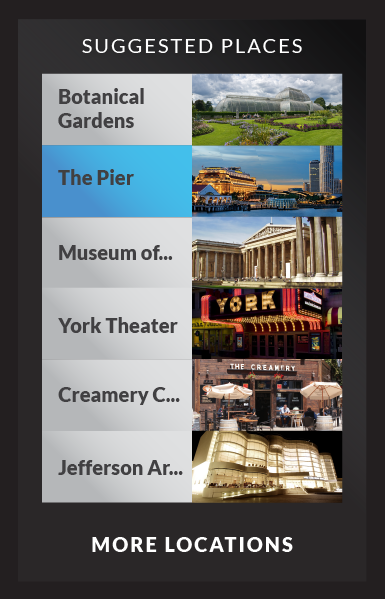 SUGGESTED PLACES
Botanical
Gardens
The Pier
Museum of...
York Theater
YORK
Creamery C...
THE CREAMERY
Jefferson Ar...
MORE LOCATIONS